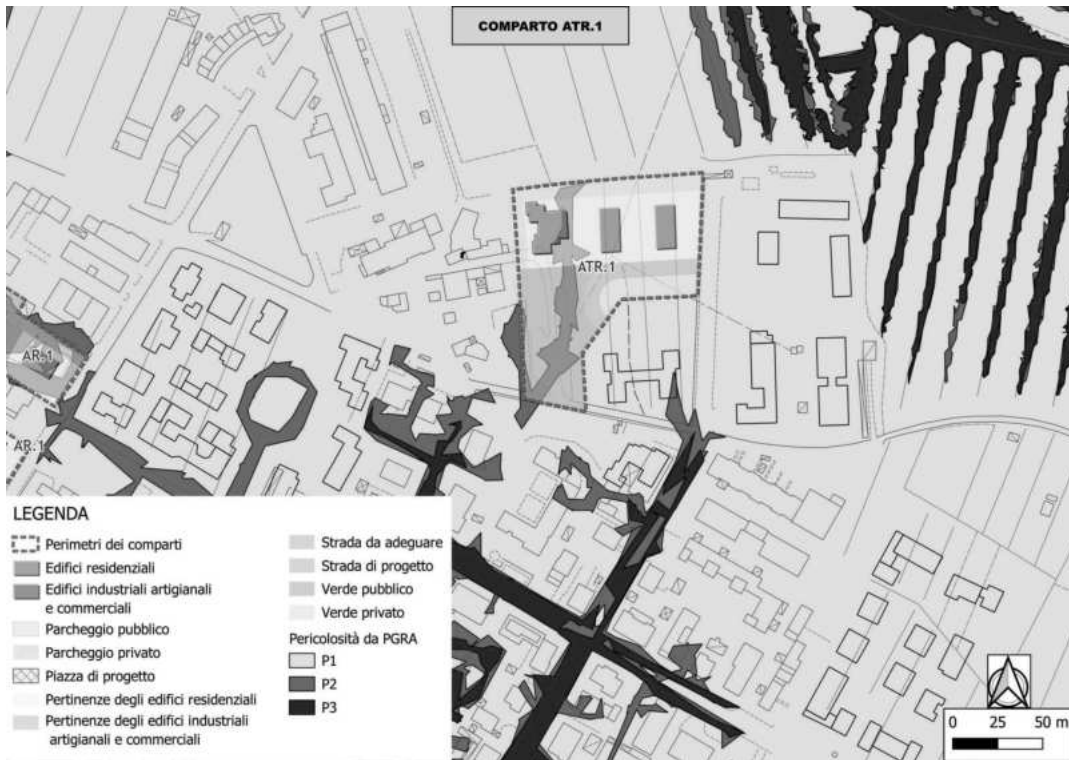 COMPARTO ATR.1
ATR.1
AR.1
AR.1
LEGENDA
Perimetri dei comparti
Edifici residenziali
Edifici industriali artigianali
e commerciali
Parcheggio pubblico
Parcheggio privato
Piazza di progetto
Pertinenze degli edifici residenziali
Pertinenze degli edifici industriali
artigianali e commerciali
Strada da adeguare
Strada di progetto
Verde pubblico
Verde privato
Pericolosità da PGRA
P1
P2
P3
0 25 50 m